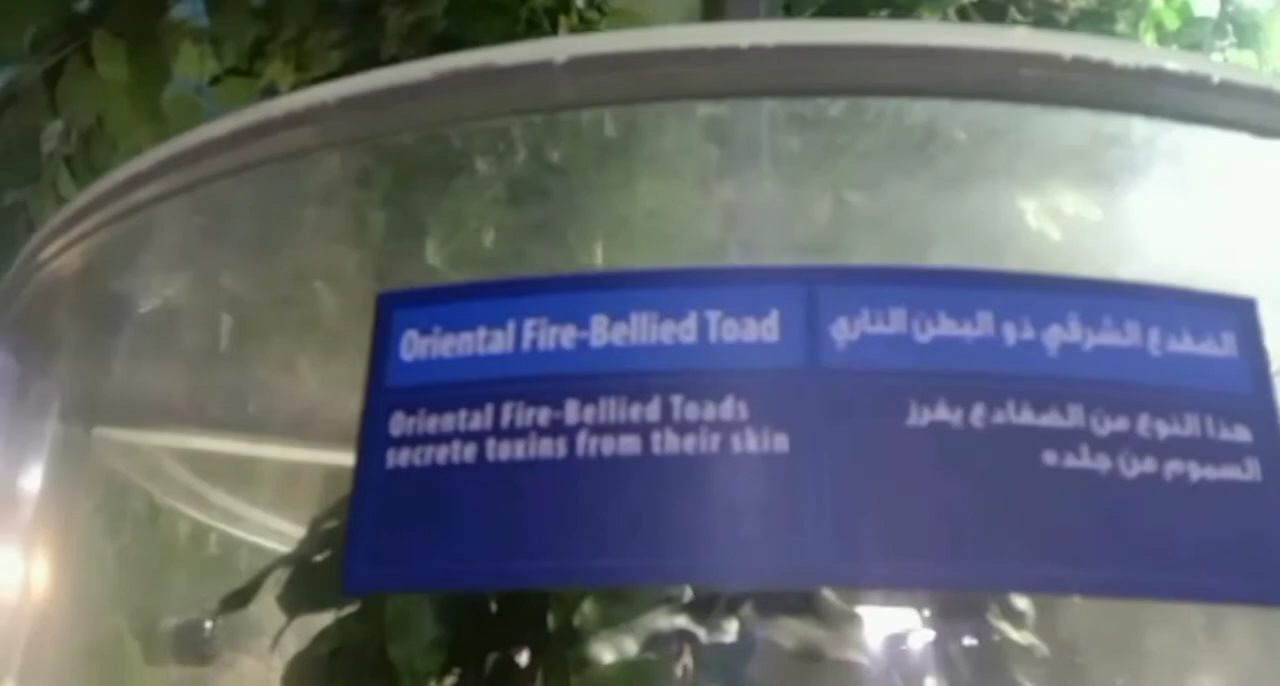 Oriental Fire-Bellied Toad
Oriental Fire-Bellied Toads
secrete toxins from their skin
الضفدع الشرقي ذو البطن الناري
هذا النوع من الضفادع يفرز
السموم من جلده